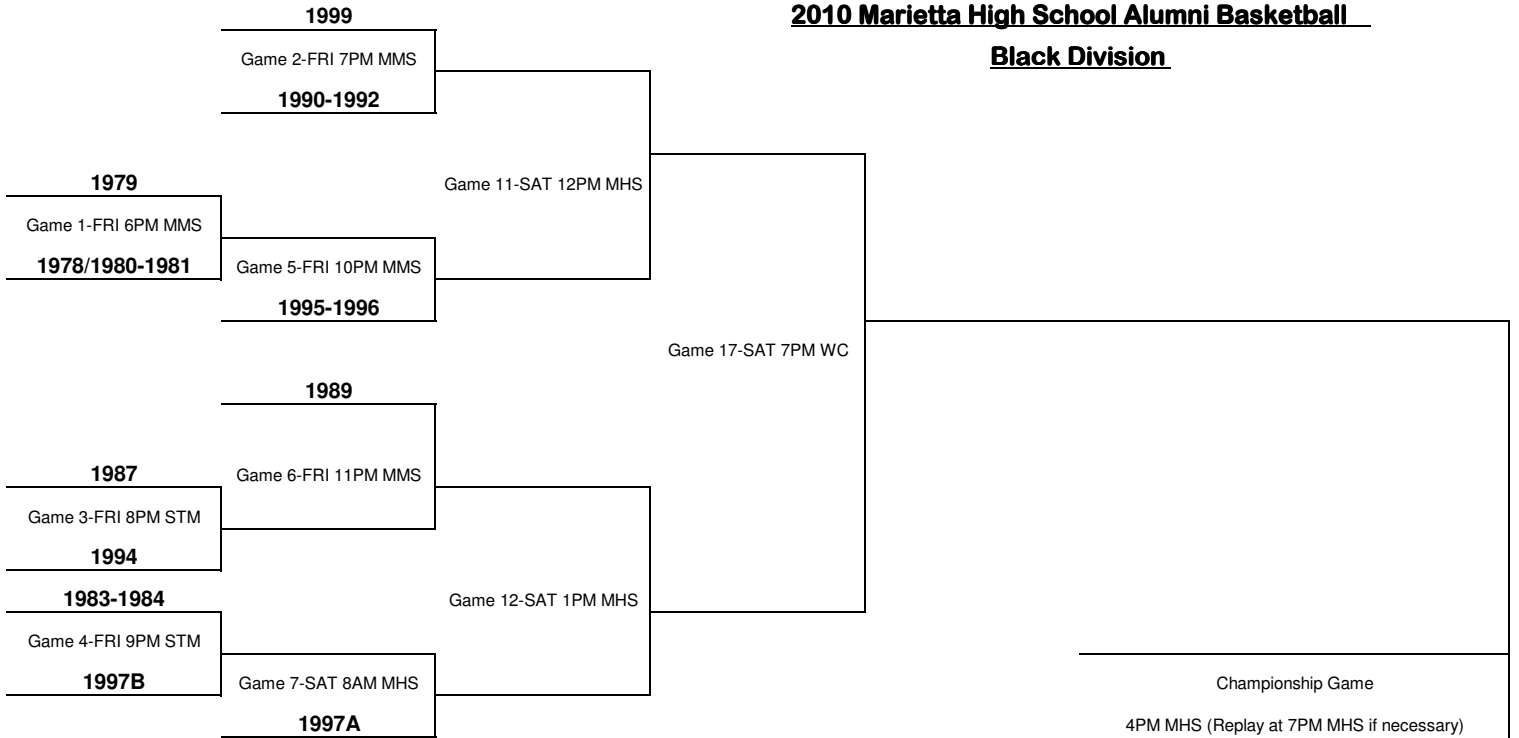 1999
2010 Marietta High School Alumni Basketball
Game 2-FRI 7PM MMS
Black Division
1990-1992
1979
Game 11-SAT 12PM MHS
Game 1-FRI 6PM MMS
1978/1980-1981
Game 5-FRI 10PM MMS
1995-1996
Game 17-SAT 7PM WC
1989
1987
Game 6-FRI 11PM MMS
Game 3-FRI 8PM STM
1994
1983-1984
Game 12-SAT 1PM MHS
Game 4-FRI 9PM STM
1997B
Game 7-SAT 8AM MHS
Championship Game
1997A
4PM MHS (Replay at 7PM MHS if necessary)